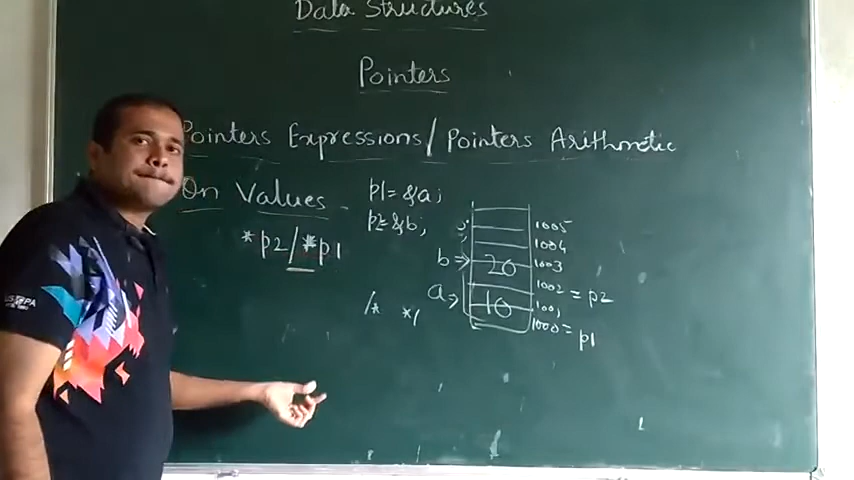 Data Structures
Pointers
Pointers Expressions/Pointers Arithmetic
On Values
p1=&a;
p2=&b;
*p2/*p1
/* */
b⇒ 20
a⇒ 10
1005
1004
1003
1002 = p2
1001
1000 = p1